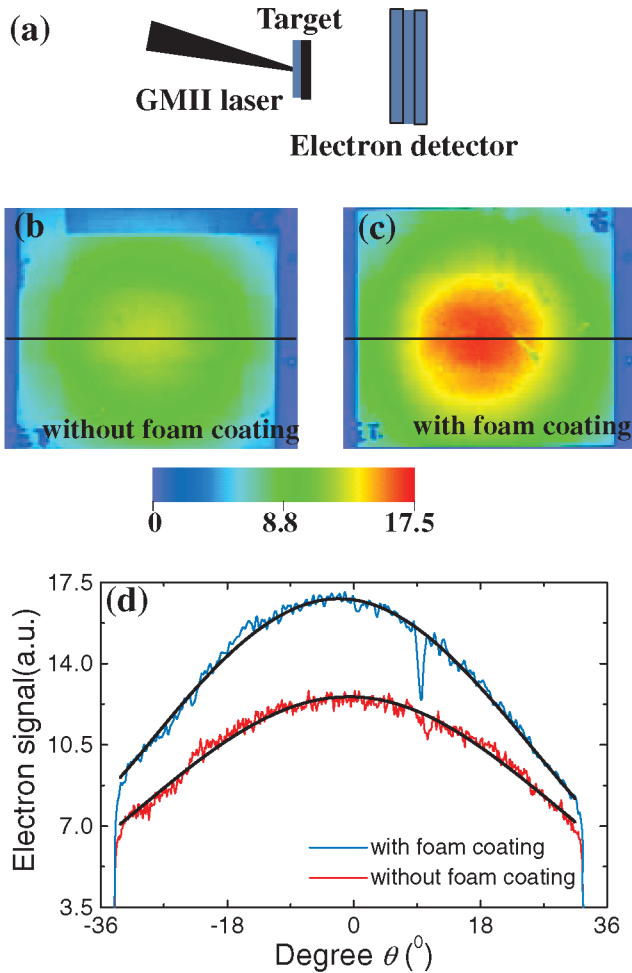 (a)
Target
GMII laser
Electron detector
(b)
(c)
without foam coating
with foam coating
0
8.8
17.5
(d)
17.5
14.0
10.5
7.0
3.5
Electron signal(a.u.)
with foam coating
without foam coating
-36
-18
0
18
36
Degree θ (⁰)